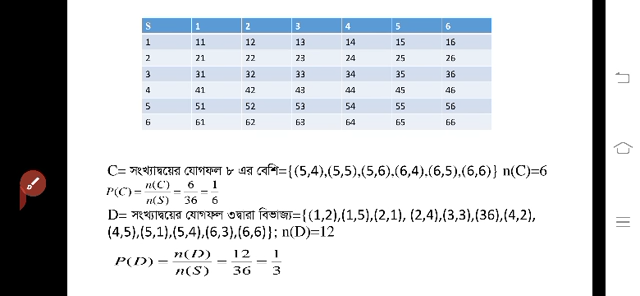 S 1 2 3 4 5 6
1 11 12 13 14 15 16
2 21 22 23 24 25 26
3 31 32 33 34 35 36
4 41 42 43 44 45 46
5 51 52 53 54 55 56
6 61 62 63 64 65 66
C= সংখ্যাদ্বয়ের যোগফল ৮ এর বেশি={(5,4),(5,5),(5,6),(6,4),(6,5),(6,6)} n(C)=6
P(C) = n(C)/n(S) = 6/36 = 1/6
D= সংখ্যাদ্বয়ের যোগফল ৩দ্বারা বিভাজ্য={(1,2),(1,5),(2,1), (2,4),(3,3),(36),(4,2),
(4,5),(5,1),(5,4),(6,3),(6,6)}; n(D)=12
P(D) = n(D)/n(S) = 12/36 = 1/3